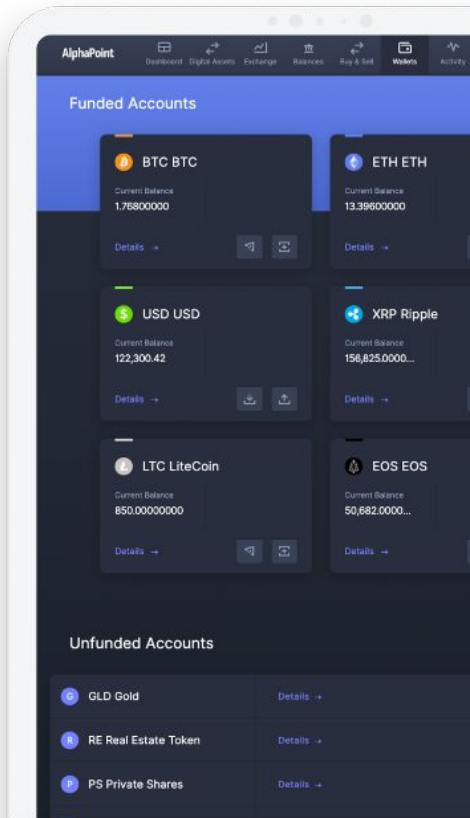 AlphaPoint
Dashboard Digital Assets Exchange Balances Buy & Sell Wallets Activity
Funded Accounts
BTC BTC
Current Balance
1.76800000
Details →
ETH ETH
Current Balance
13.39600000
Details →
USD USD
Current Balance
122,300.42
Details →
XRP Ripple
Current Balance
156,825.0000...
Details →
LTC LiteCoin
Current Balance
850.00000000
Details →
EOS EOS
Current Balance
50,682.0000...
Details →
Unfunded Accounts
G GLD Gold Details →
R RE Real Estate Token Details →
P PS Private Shares Details →